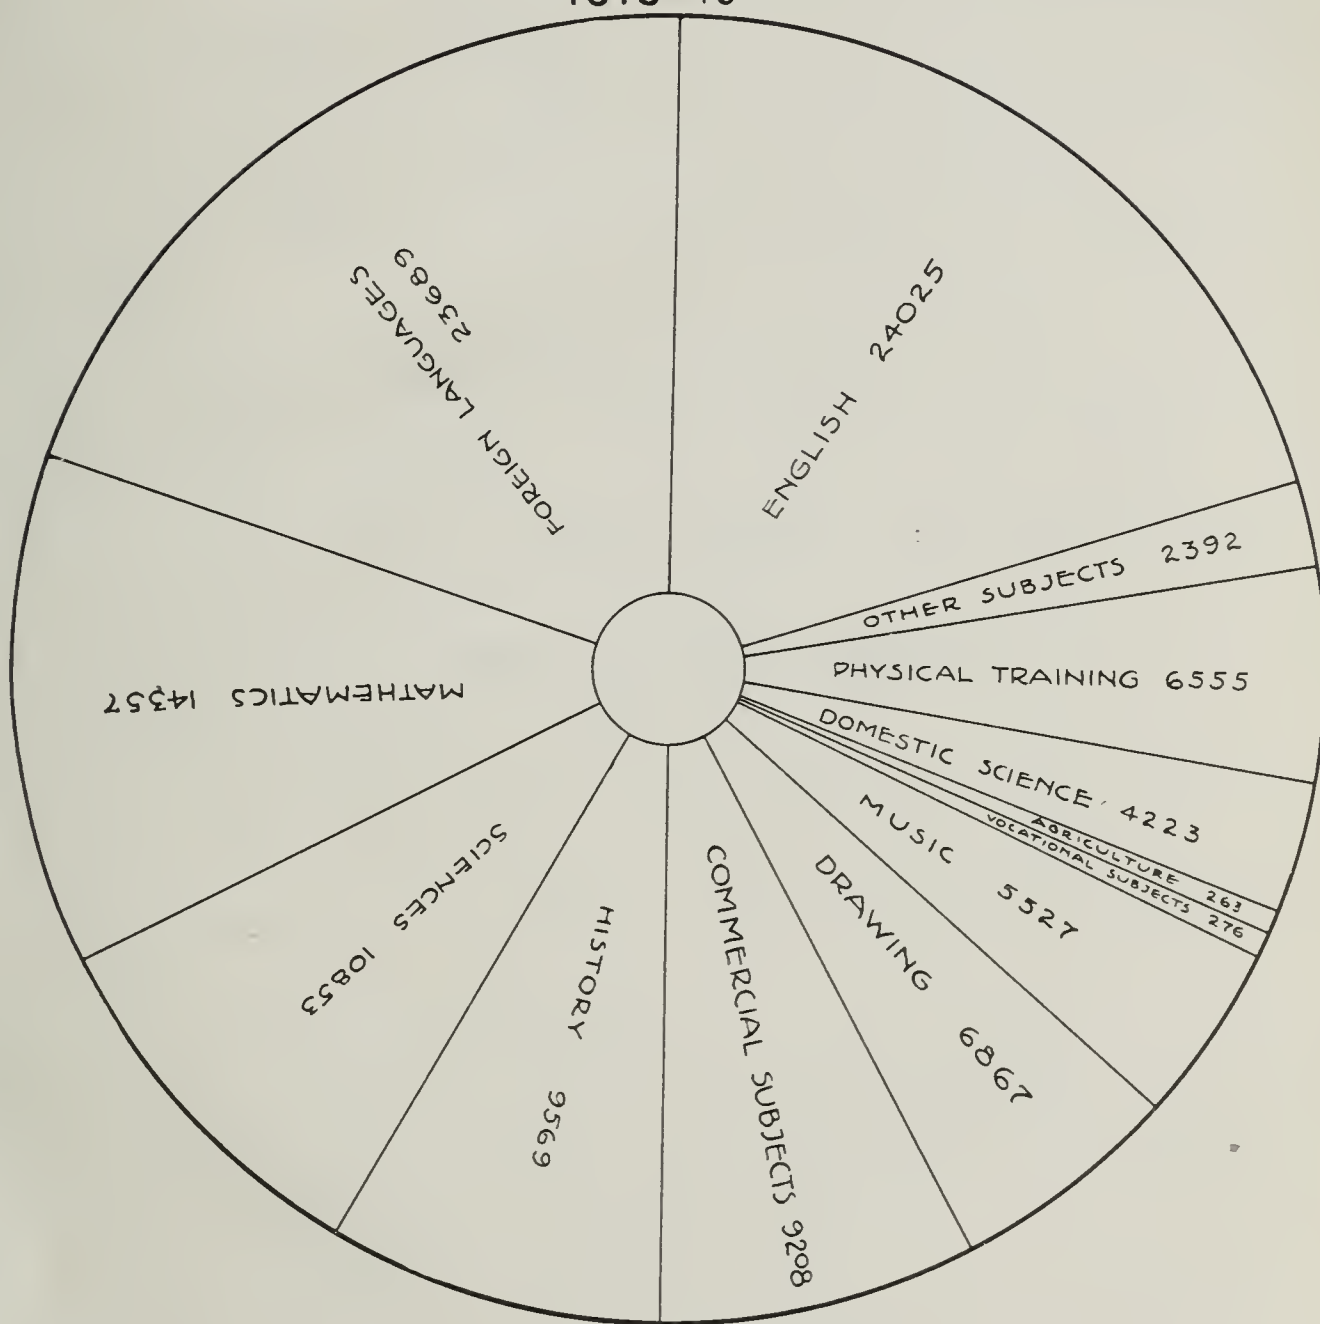 FOREIGN LANGUAGES
23689
ENGLISH 24025
OTHER SUBJECTS 2392
PHYSICAL TRAINING 6555
DOMESTIC SCIENCE 4223
AGRICULTURE 263
VOCATIONAL SUBJECTS 276
MUSIC 5527
DRAWING 6867
COMMERCIAL SUBJECTS 9208
HISTORY 9569
SCIENCES 10853
MATHEMATICS 14357